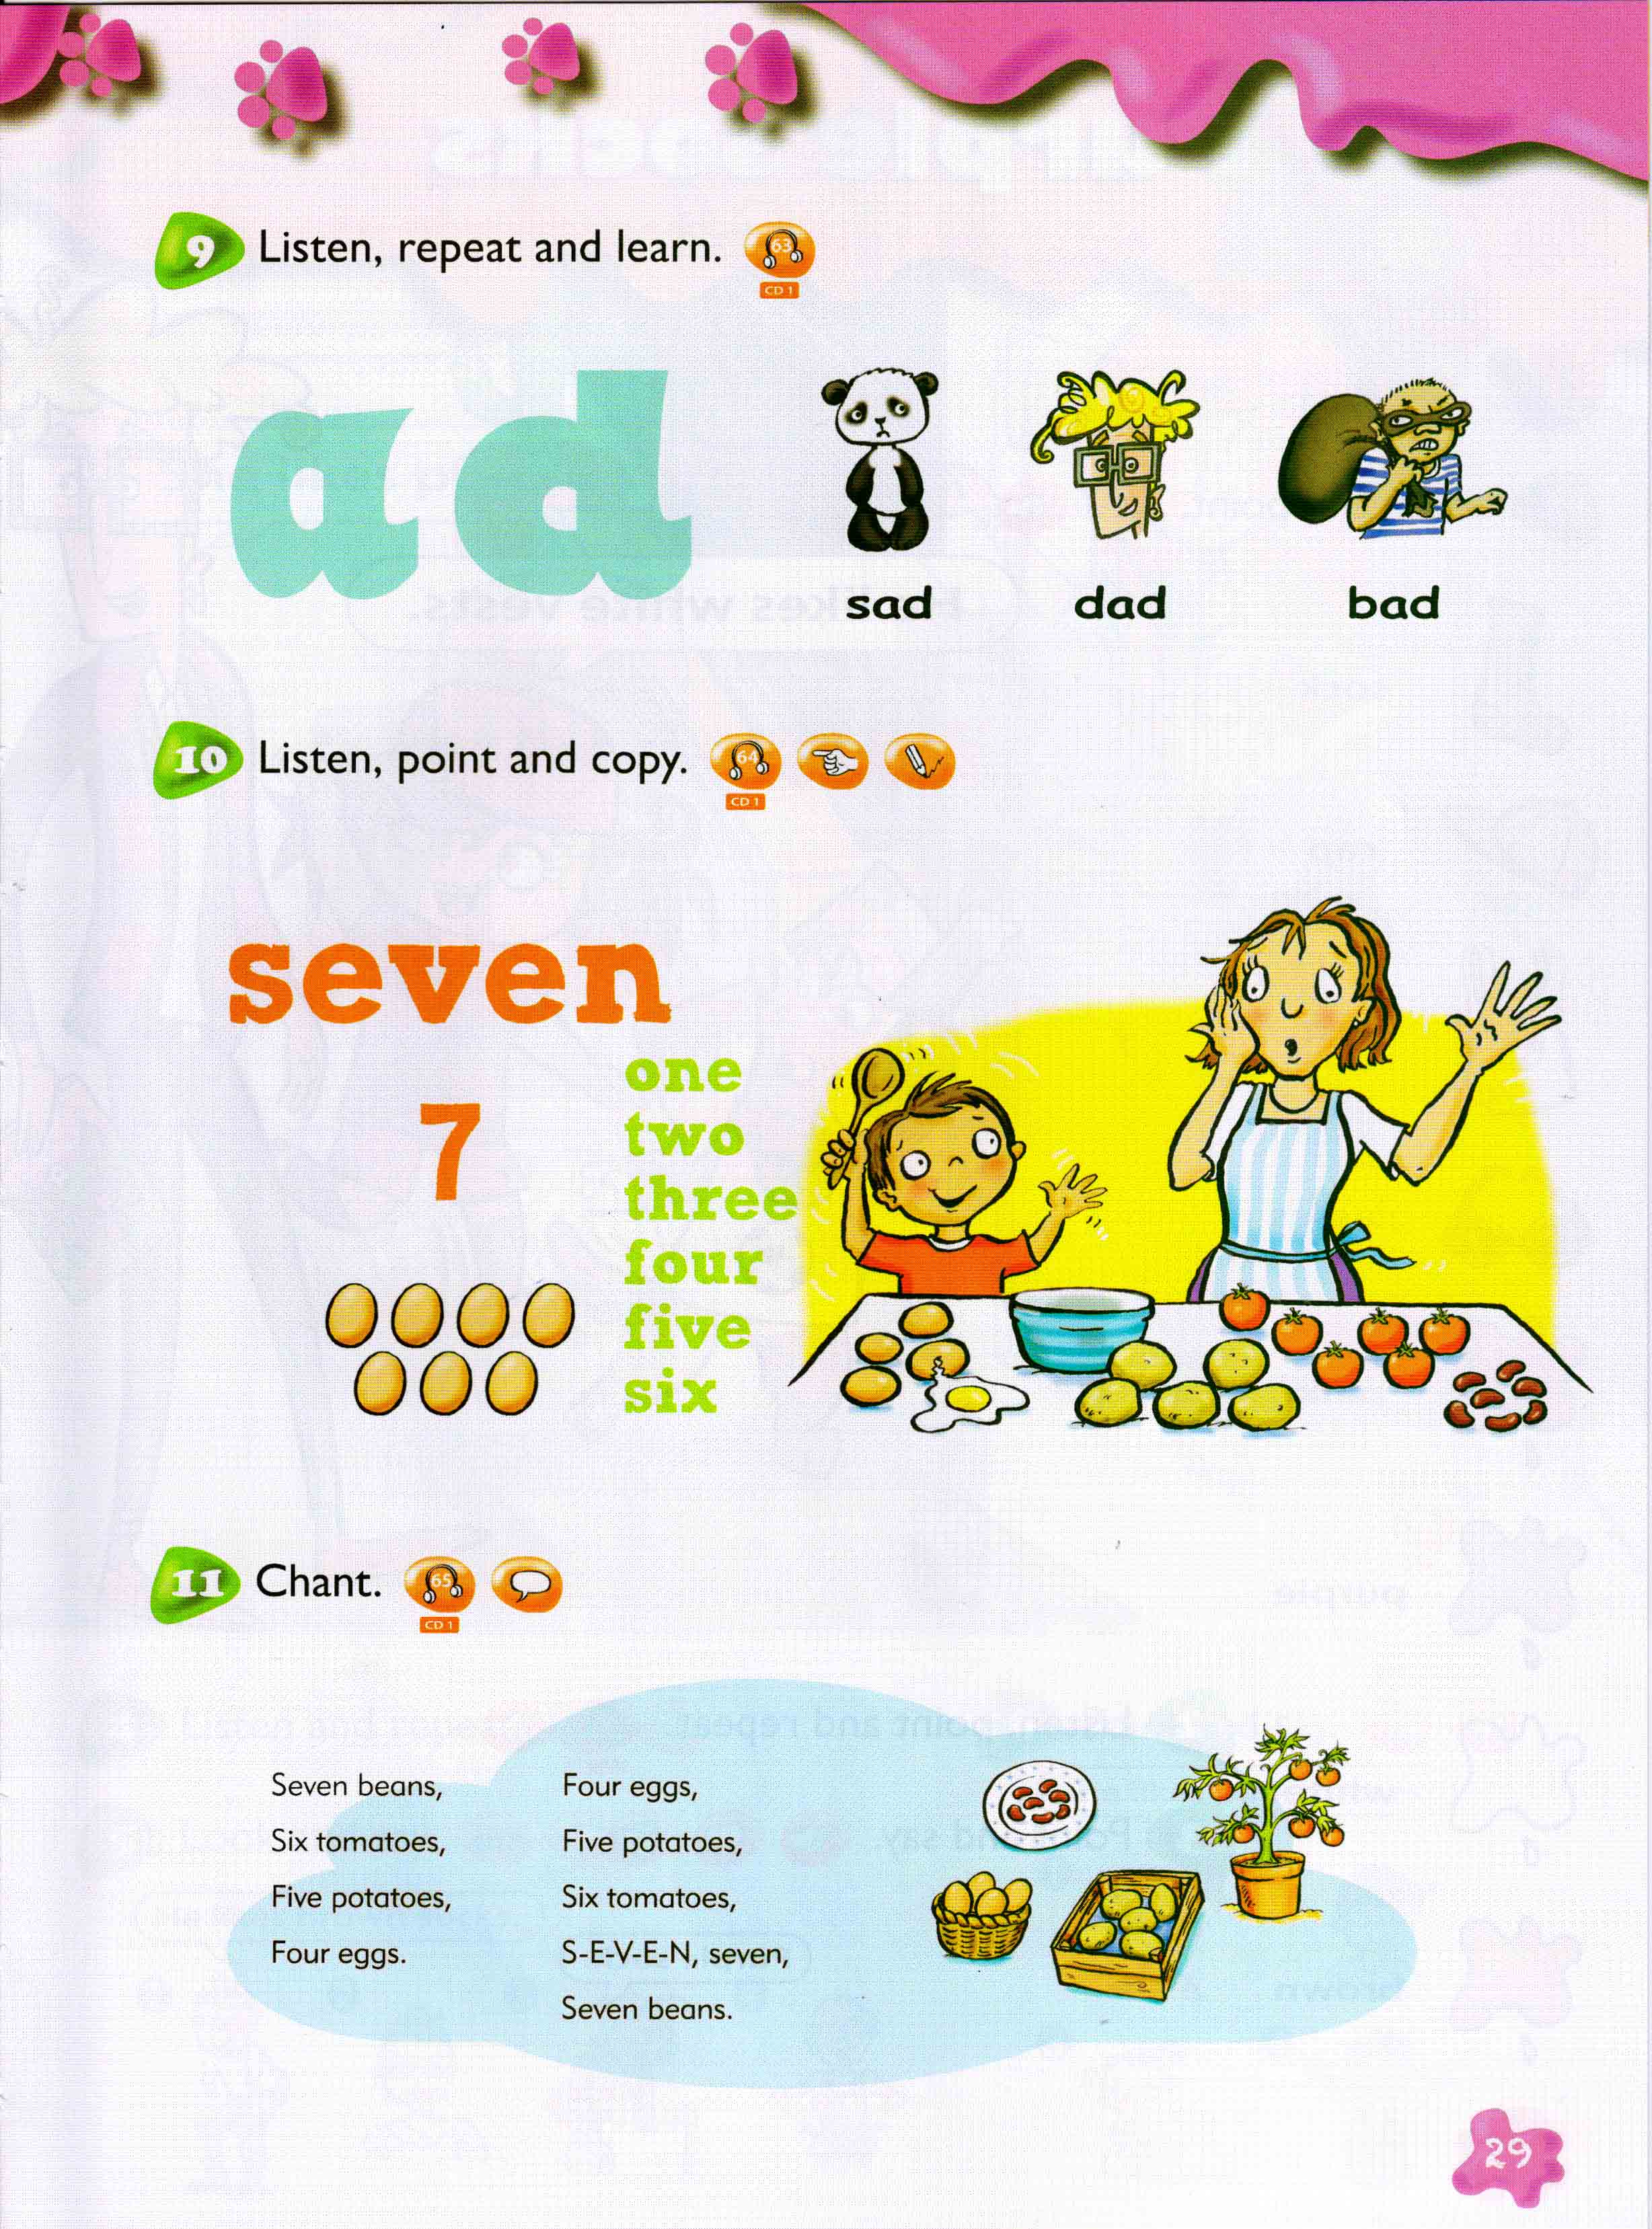 9 Listen, repeat and learn. 63
CD 1
ad
sad dad bad
10 Listen, point and copy. 64
CD 1
seven
7
one
two
three
four
five
six
11 Chant. 65
CD 1
Seven beans,
Six tomatoes,
Five potatoes,
Four eggs.
Four eggs,
Five potatoes,
Six tomatoes,
S-E-V-E-N, seven,
Seven beans.
29